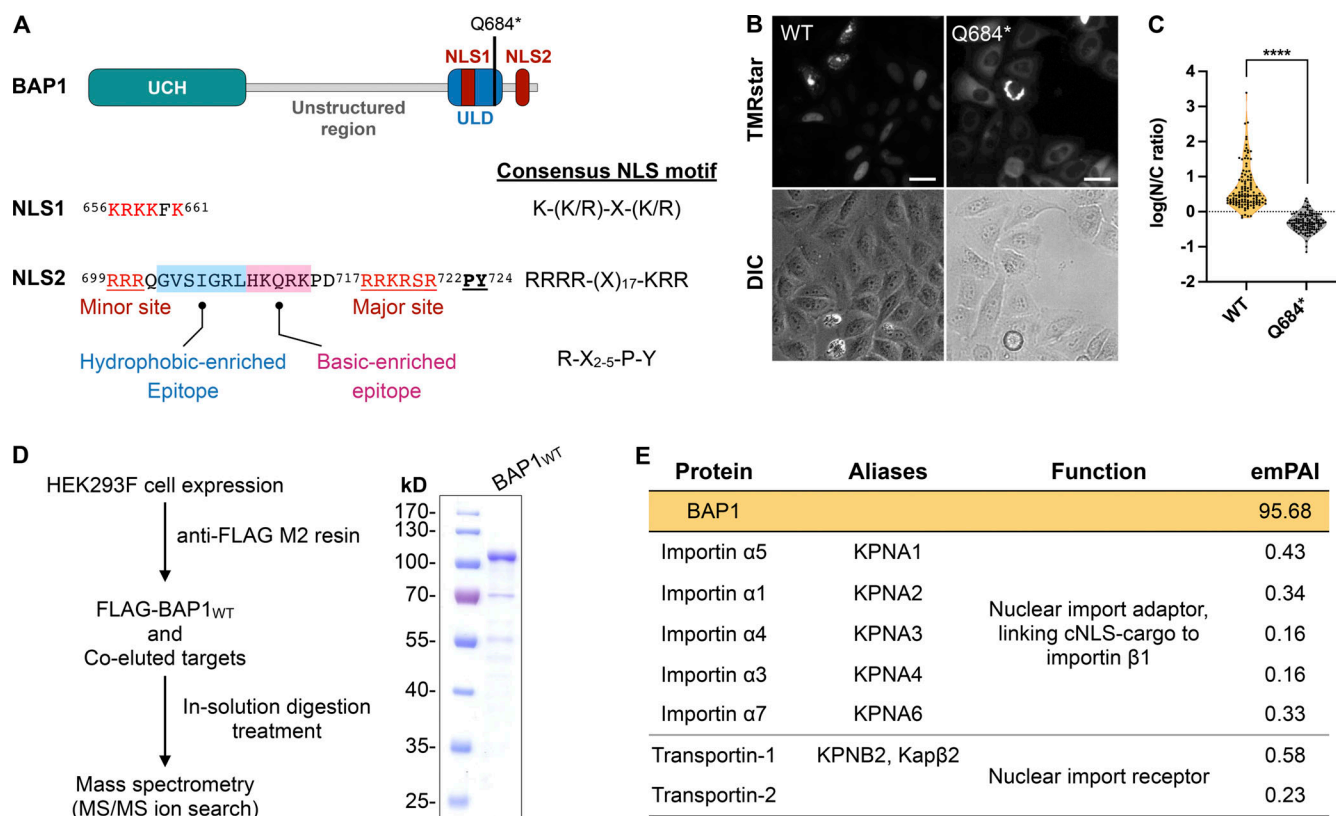 A
Q684*
NLS1 NLS2
BAP1
UCH
Unstructured
region
ULD
Consensus NLS motif
NLS1 656KRKKFK661 K-(K/R)-X-(K/R)
NLS2 699RRRQGVSIGRLHKQRKPD717RRKRSR722PY724 RRRR-(X)17-KRR
Minor site Major site
Hydrophobic-enriched
Epitope
Basic-enriched
epitope
R-X2-5-P-Y
B
WT Q684*
TMRstar
DIC
C
****
log(N/C ratio)
4
3
2
1
0
-1
-2
WT
Q684*
D
HEK293F cell expression
anti-FLAG M2 resin
FLAG-BAP1WT
and
Co-eluted targets
In-solution digestion
treatment
Mass spectrometry
(MS/MS ion search)
kD BAP1WT
170-
130-
100-
70-
55-
40-
35-
25-
E
Protein Aliases Function emPAI
BAP1 95.68
Importin α5 KPNA1 0.43
Importin α1 KPNA2 0.34
Importin α4 KPNA3 0.16
Importin α3 KPNA4 0.16
Importin α7 KPNA6 0.33
Nuclear import adaptor,
linking cNLS-cargo to
importin β1
Transportin-1 KPNB2, Kapβ2 0.58
Transportin-2 0.23
Nuclear import receptor